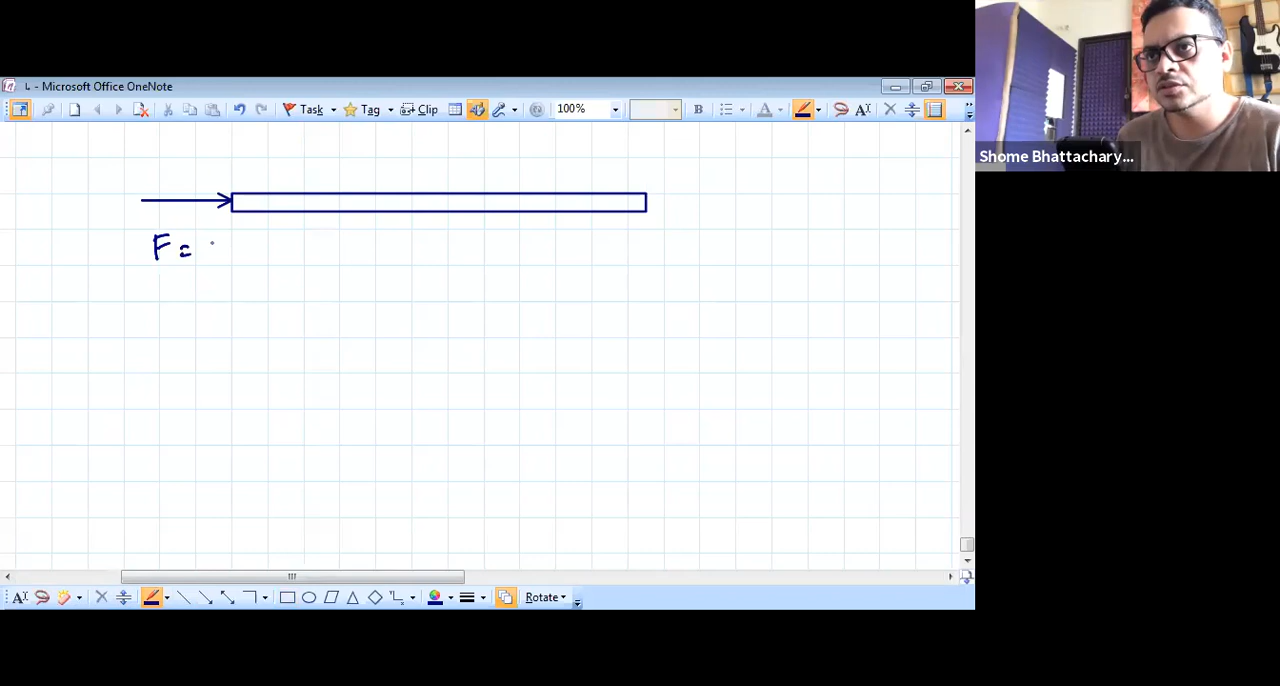 - Microsoft Office OneNote
Task
Tag
Clip
100%
B
A
Shome Bhattachary...
F =
A
Rotate